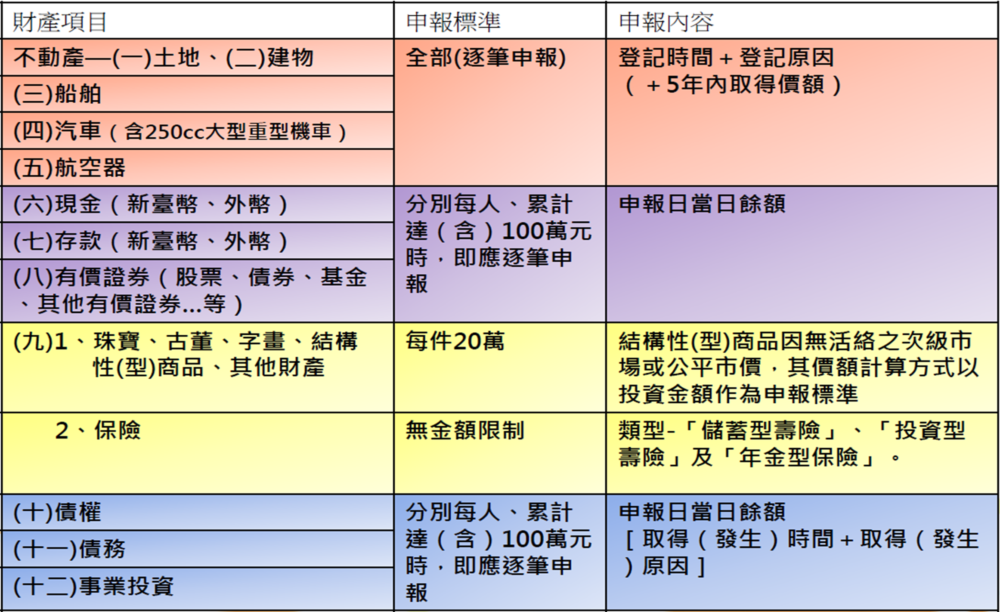 財產項目
申報標準
申報內容
不動產—(一)土地、(二)建物
全部(逐筆申報)
登記時間＋登記原因
（＋5年內取得價額）
(三)船舶
(四)汽車（含250cc大型重型機車）
(五)航空器
(六)現金（新臺幣、外幣）
分別每人、累計
達（含）100萬元
時，即應逐筆申
報
申報日當日餘額
(七)存款（新臺幣、外幣）
(八)有價證券（股票、債券、基金
、其他有價證券…等）
(九)1、珠寶、古董、字畫、結構
性(型)商品、其他財產
每件20萬
結構性(型)商品因無活絡之次級市
場或公平市價，其價額計算方式以
投資金額作為申報標準
2、保險
無金額限制
類型-「儲蓄型壽險」、「投資型
壽險」及「年金型保險」。
(十)債權
分別每人、累計
達（含）100萬元
時，即應逐筆申
報
申報日當日餘額
［取得（發生）時間＋取得（發生
）原因］
(十一)債務
(十二)事業投資